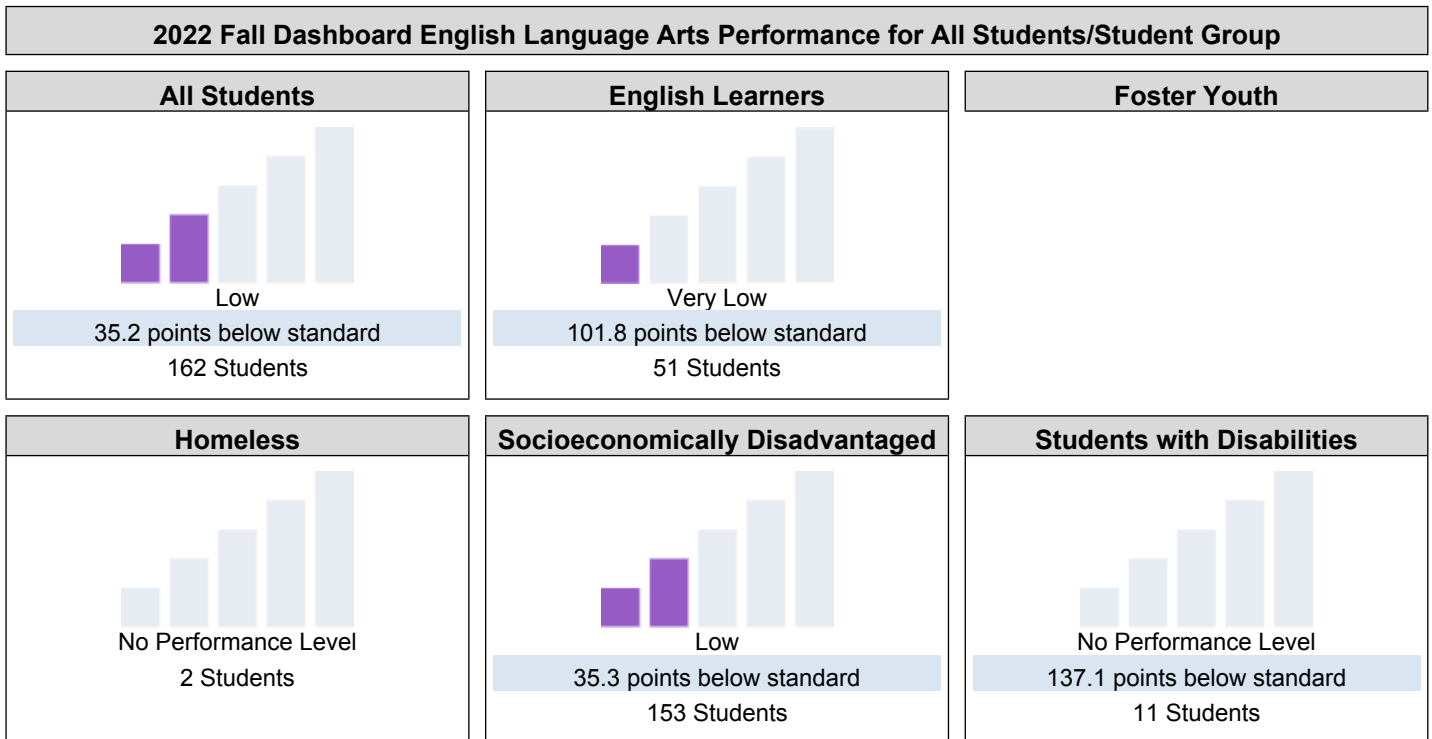 2022 Fall Dashboard English Language Arts Performance for All Students/Student Group
All Students
Low
35.2 points below standard
162 Students
English Learners
Very Low
101.8 points below standard
51 Students
Foster Youth
Homeless
No Performance Level
2 Students
Socioeconomically Disadvantaged
Low
35.3 points below standard
153 Students
Students with Disabilities
No Performance Level
137.1 points below standard
11 Students